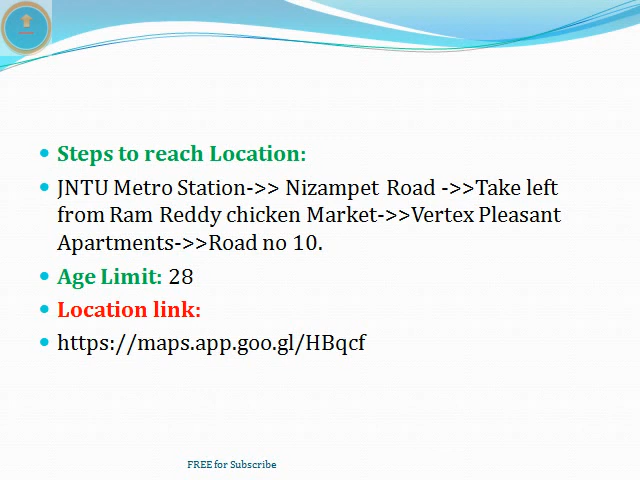 Steps to reach Location:
JNTU Metro Station->> Nizampet Road ->>Take left
from Ram Reddy chicken Market->>Vertex Pleasant
Apartments->>Road no 10.
Age Limit: 28
Location link:
https://maps.app.goo.gl/HBqcf
FREE for Subscribe